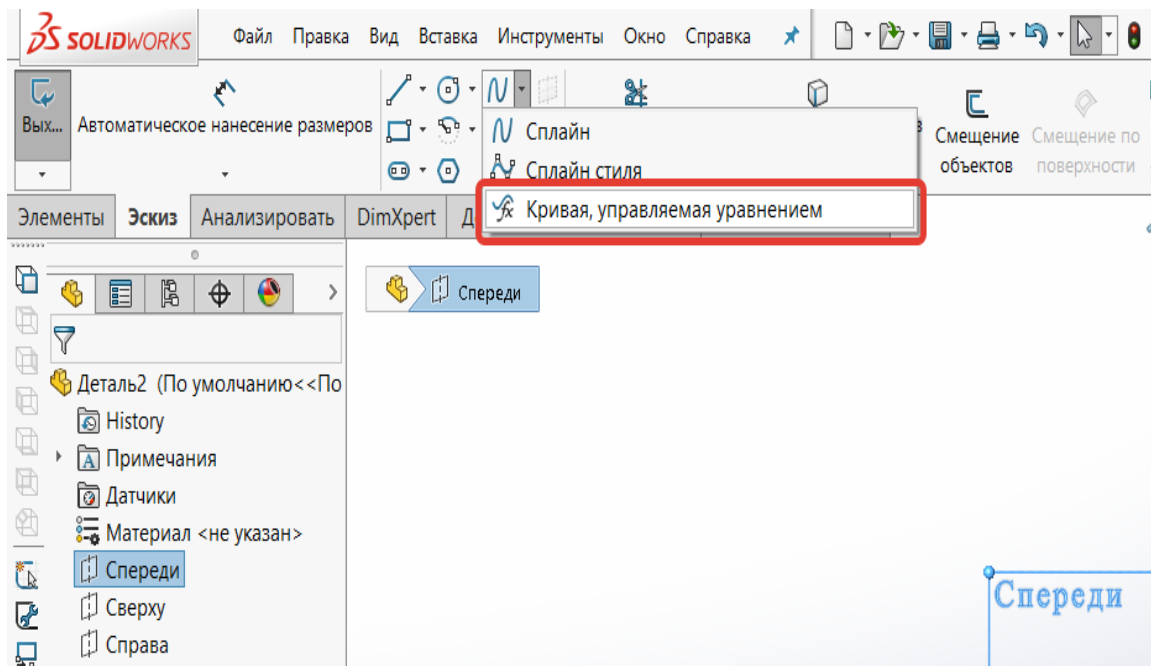 SOLIDWORKS Файл Правка Вид Вставка Инструменты Окно Справка
Вых... Автоматическое нанесение размеров
Смещение объектов
Смещение по поверхности
Сплайн
Сплайн стиля
Кривая, управляемая уравнением
Элементы Эскиз Анализировать DimXpert Д
Спереди
Деталь2 (По умолчанию<<По
History
Примечания
Датчики
Материал <не указан>
Спереди
Сверху
Справа
Спереди